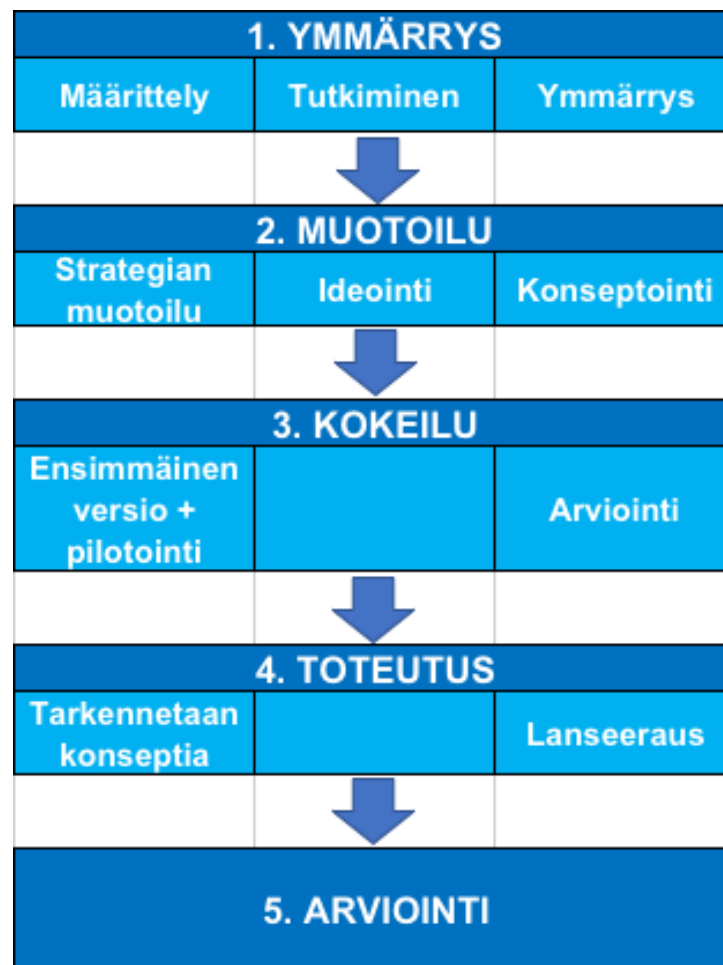 1. YMMÄRRYS
Määrittely Tutkiminen Ymmärrys
2. MUOTOILU
Strategian
muotoilu
Ideointi
Konseptointi
3. KOKEILU
Ensimmäinen
versio +
pilotointi
Arviointi
4. TOTEUTUS
Tarkennetaan
konseptia
Lanseeraus
5. ARVIOINTI